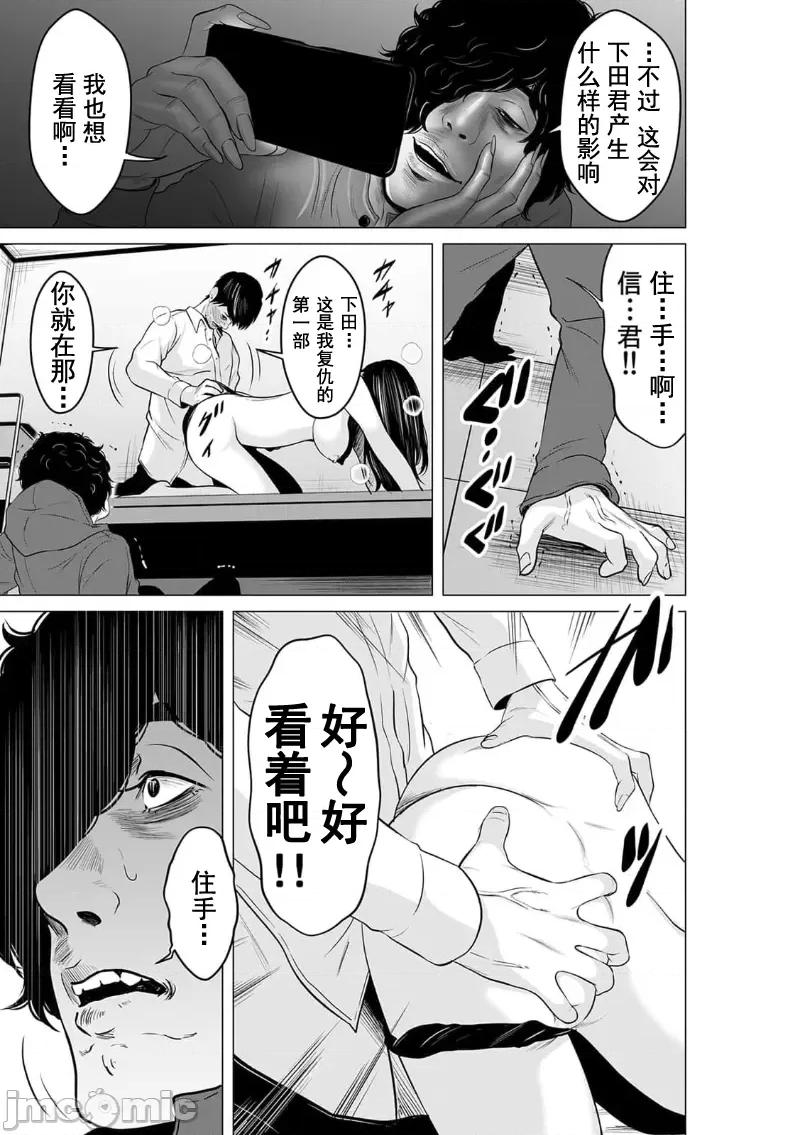 …不过 这会对
下田君产生
什么样的影响
我也想
看看啊…
住…手…啊…
信…君!!
下田…
这是我复仇的
第一部
你就在那…
好～好
看着吧!!
住手…
jmcomic